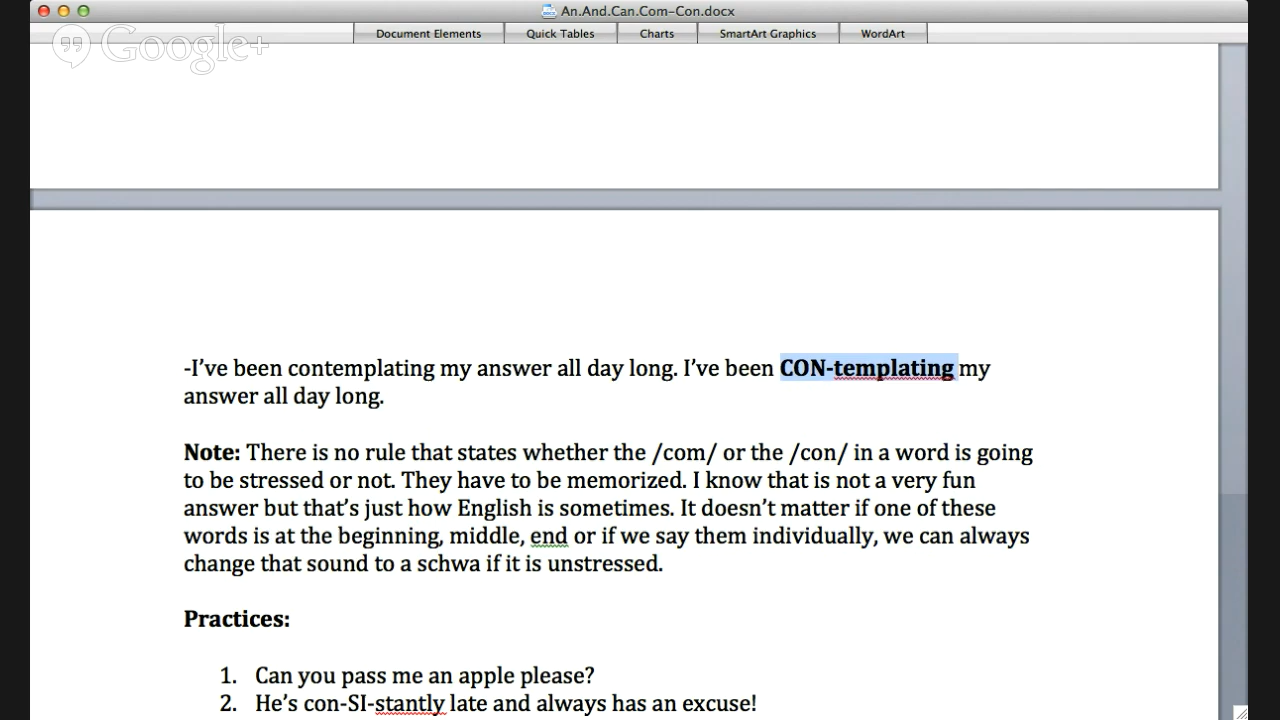 An.And.Can.Com-Con.docx
Google+
Document Elements Quick Tables Charts SmartArt Graphics WordArt
-I’ve been contemplating my answer all day long. I’ve been CON-templating my
answer all day long.
Note: There is no rule that states whether the /com/ or the /con/ in a word is going
to be stressed or not. They have to be memorized. I know that is not a very fun
answer but that’s just how English is sometimes. It doesn’t matter if one of these
words is at the beginning, middle, end or if we say them individually, we can always
change that sound to a schwa if it is unstressed.
Practices:
1. Can you pass me an apple please?
2. He’s con-SI-stantly late and always has an excuse!